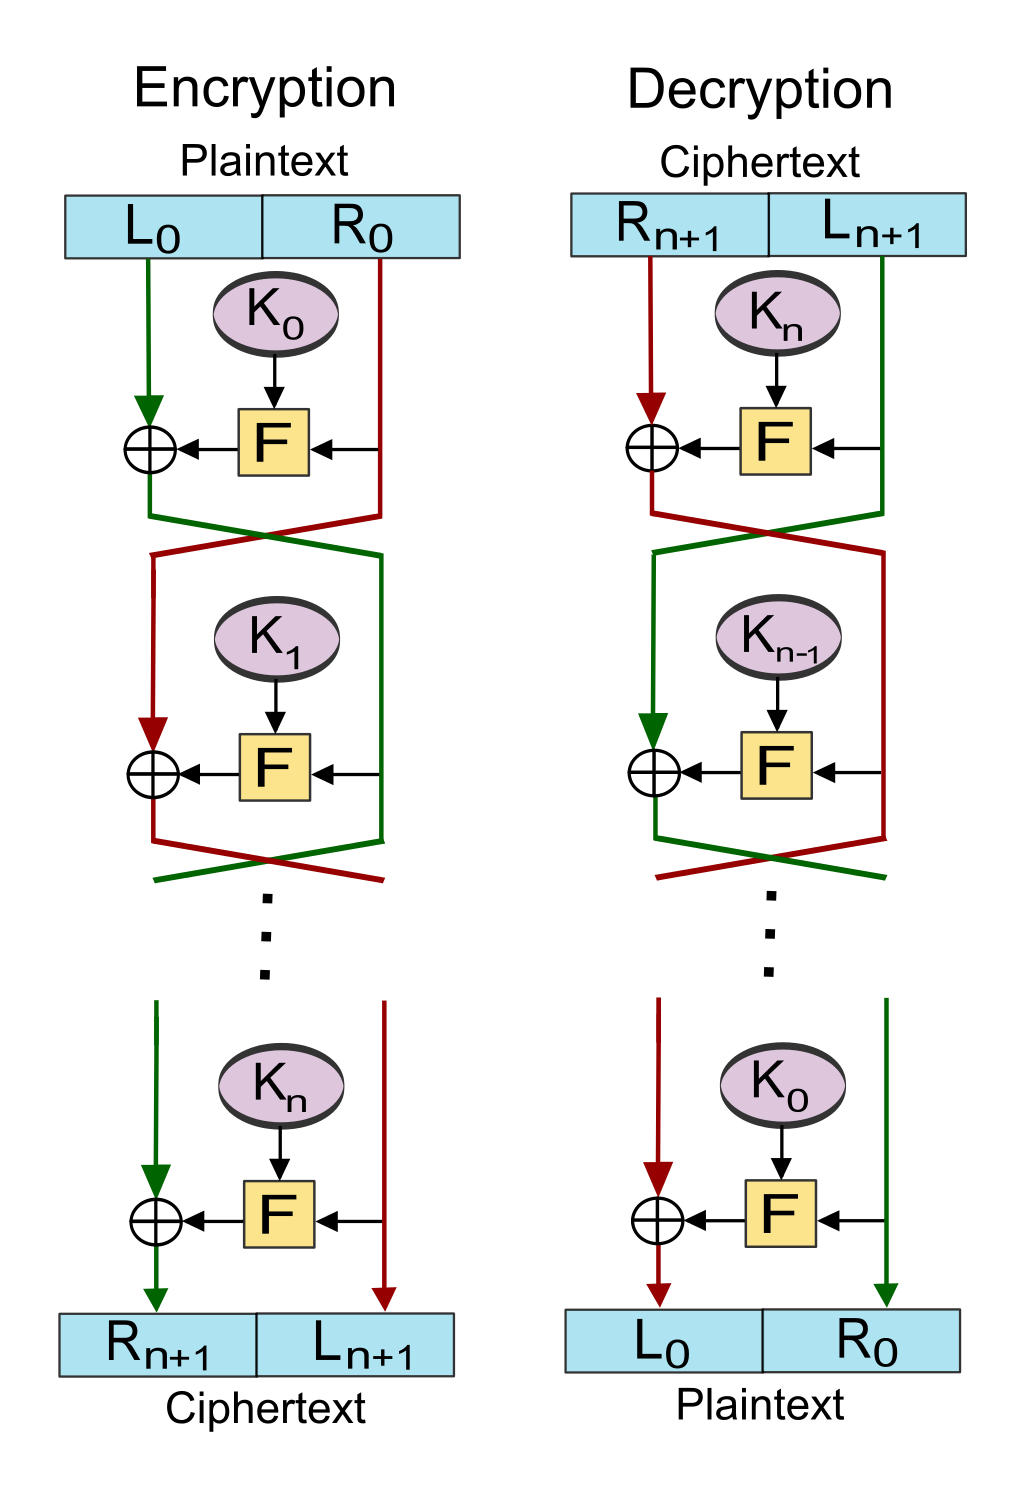 Encryption
Plaintext
L₀ R₀
K₀
F
K₁
F
Kₙ
F
Rₙ₊₁ Lₙ₊₁
Ciphertext
Decryption
Ciphertext
Rₙ₊₁ Lₙ₊₁
Kₙ
F
Kₙ₋₁
F
K₀
F
L₀ R₀
Plaintext